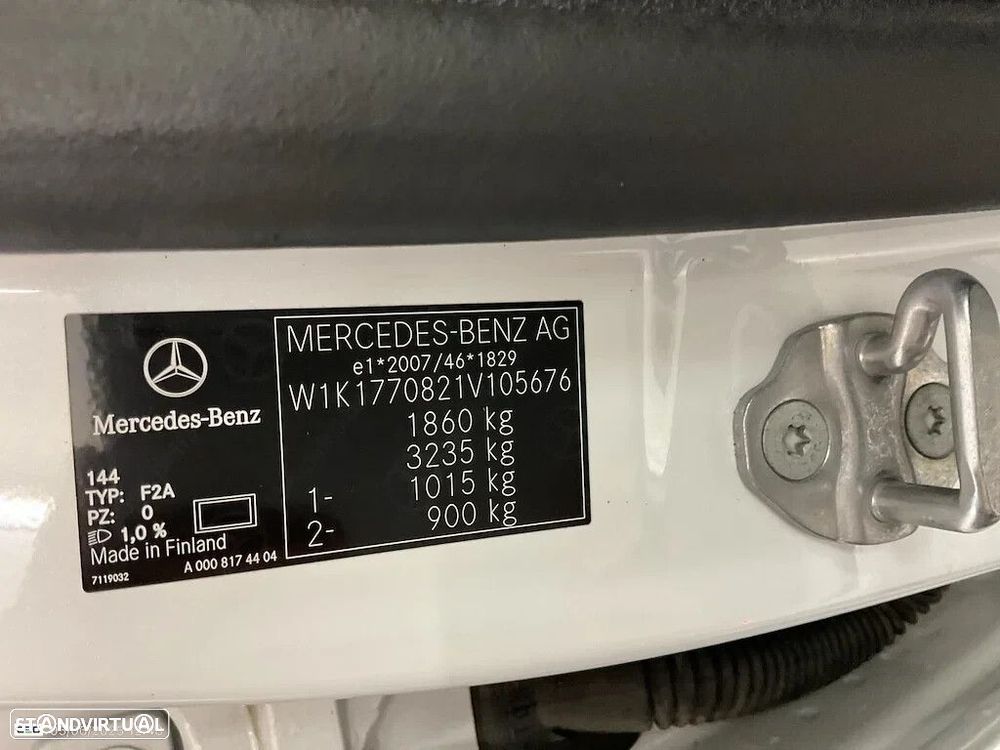 MERCEDES-BENZ AG
e1*2007/46*1829
W1K1770821V105676
1860 kg
3235 kg
1- 1015 kg
2- 900 kg
Mercedes-Benz
144
TYP: F2A
PZ: 0
1,0 %
Made in Finland
7119032
A 000 817 44 04
STANDVIRTUAL